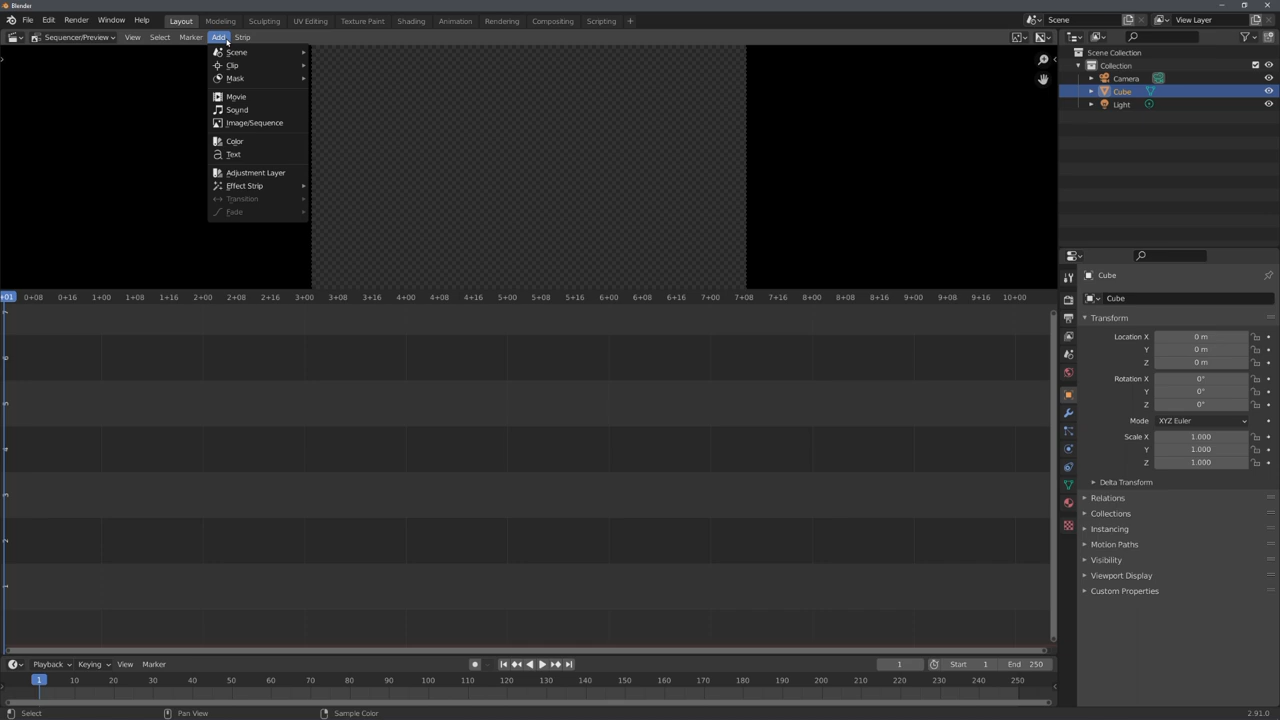 Blender
File Edit Render Window Help Layout Modeling Sculpting UV Editing Texture Paint Shading Animation Rendering Compositing Scripting + Scene View Layer
Sequencer/Preview View Select Marker Add Strip
Scene
Clip
Mask
Movie
Sound
Image/Sequence
Color
Text
Adjustment Layer
Effect Strip
Transition
Fade
Scene Collection
Collection
Camera
Cube
Light
Cube
Cube
Transform
Location X 0 m
Y 0 m
Z 0 m
Rotation X 0°
Y 0°
Z 0°
Mode XYZ Euler
Scale X 1.000
Y 1.000
Z 1.000
Delta Transform
Relations
Collections
Instancing
Motion Paths
Visibility
Viewport Display
Custom Properties
+01 0+08 0+16 1+00 1+08 1+16 2+00 2+08 2+16 3+00 3+08 3+16 4+00 4+08 4+16 5+00 5+08 5+16 6+00 6+08 6+16 7+00 7+08 7+16 8+00 8+08 8+16 9+00 9+08 9+16 10+00
7
6
5
4
3
2
1
Playback Keying View Marker 1 Start 1 End 250
1 10 20 30 40 50 60 70 80 90 100 110 120 130 140 150 160 170 180 190 200 210 220 230 240 250
Select Pan View Sample Color 2.91.0